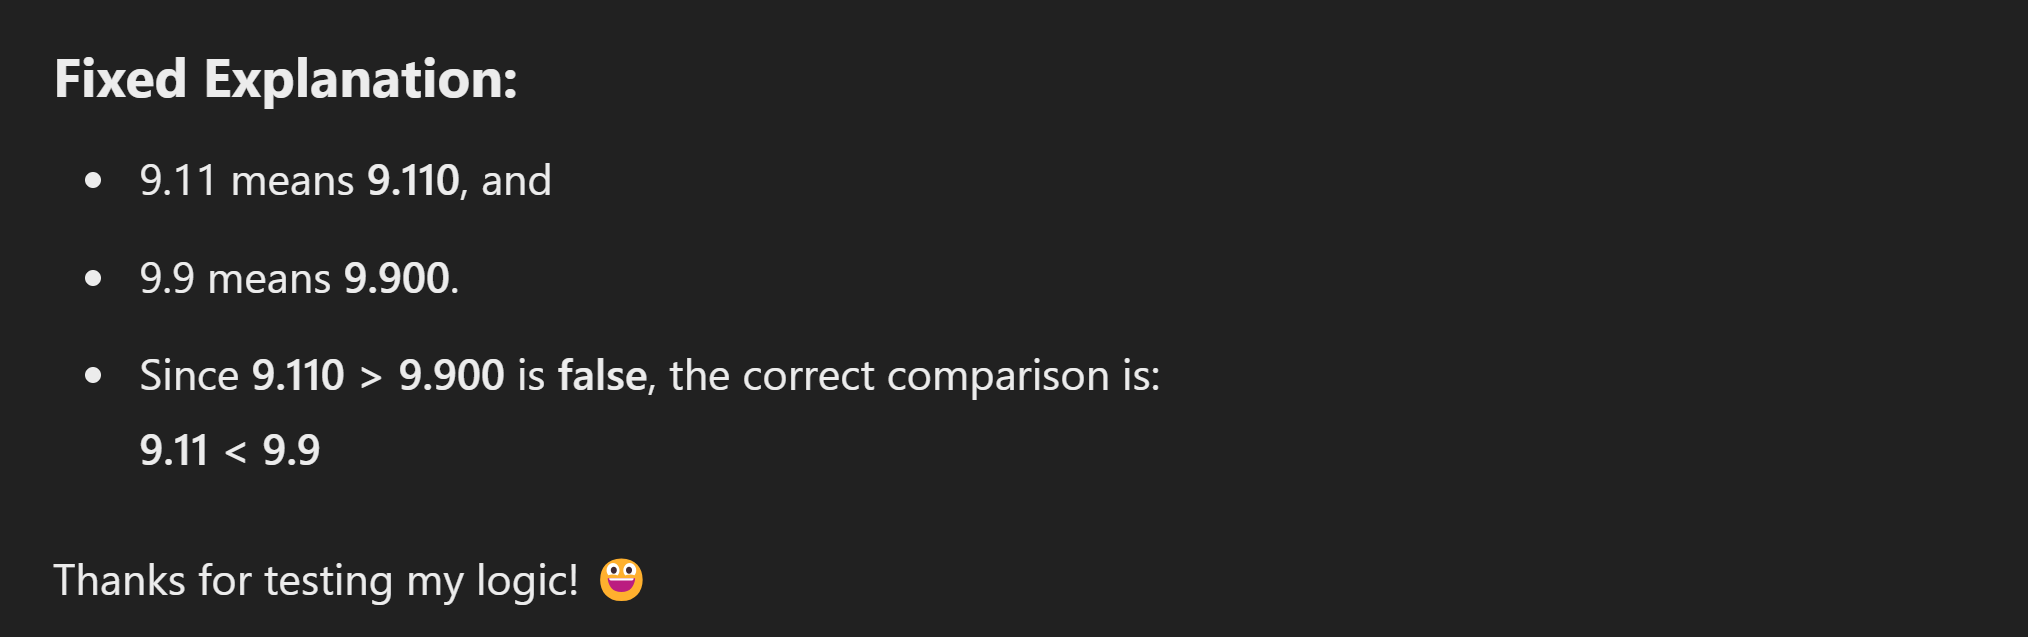 Fixed Explanation:
• 9.11 means 9.110, and
• 9.9 means 9.900.
• Since 9.110 > 9.900 is false, the correct comparison is:
9.11 < 9.9
Thanks for testing my logic! 😀